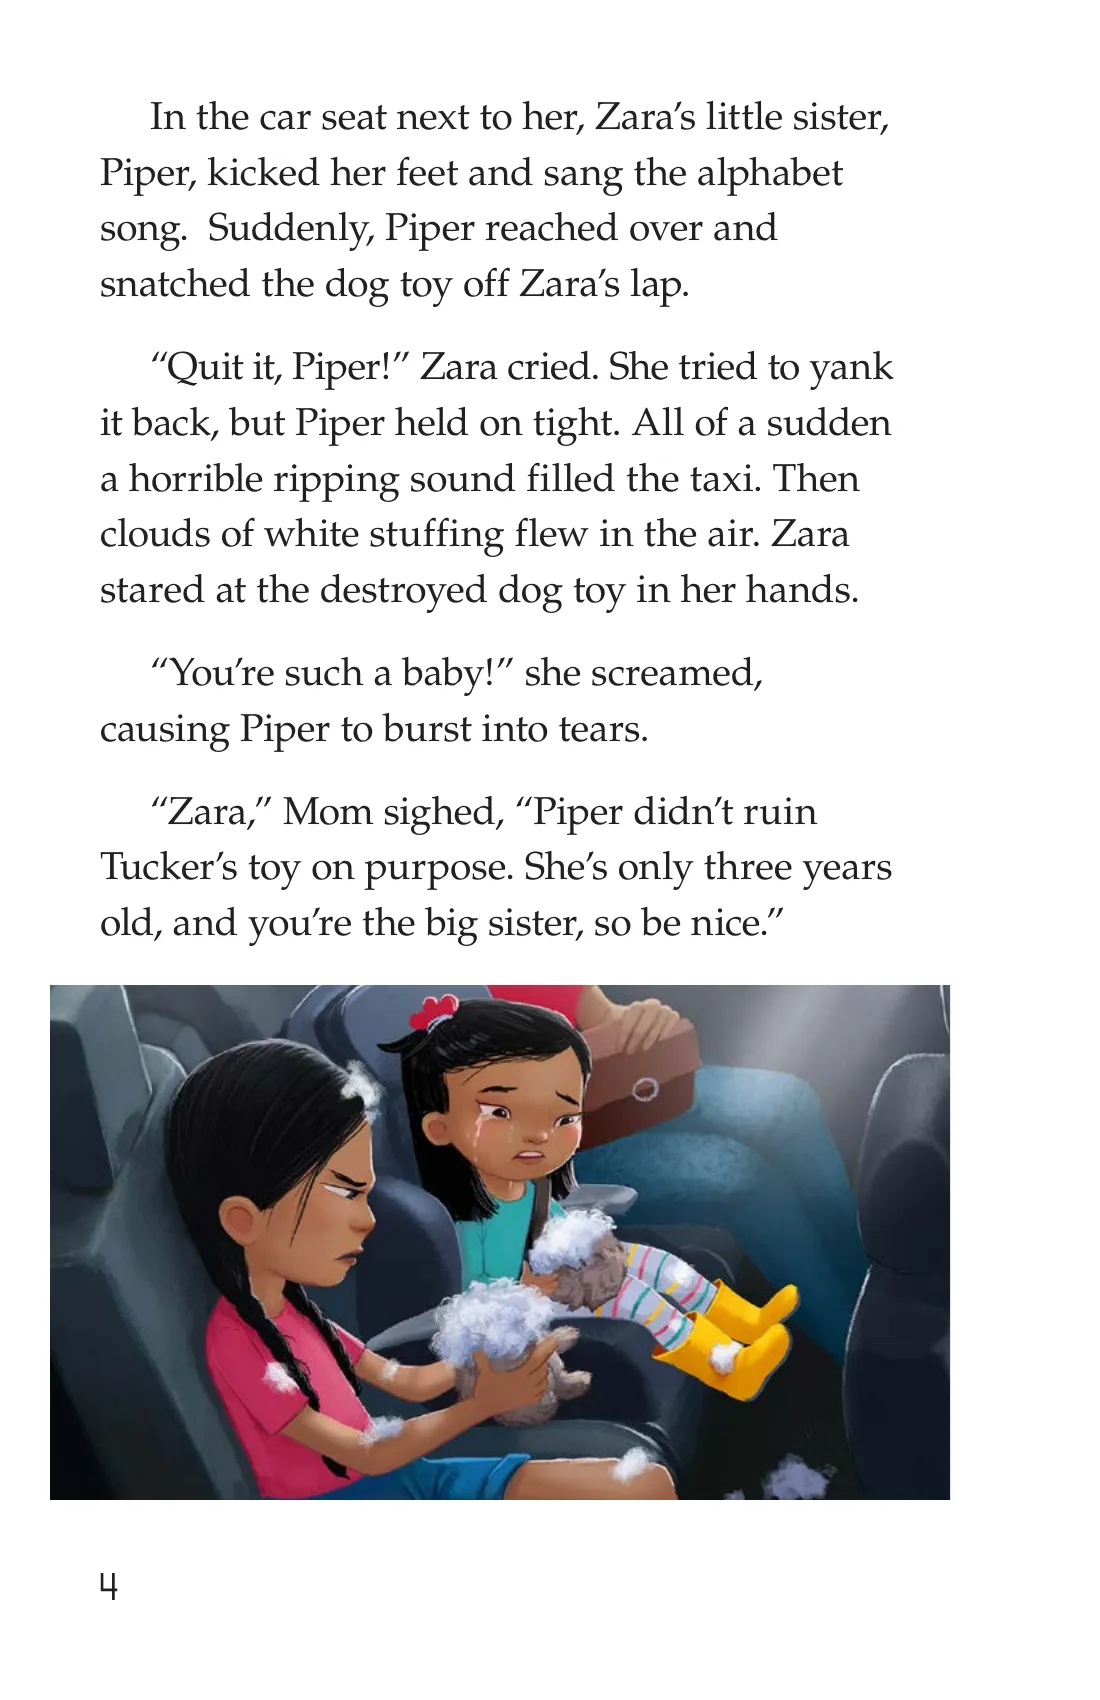 In the car seat next to her, Zara’s little sister,
Piper, kicked her feet and sang the alphabet
song.  Suddenly, Piper reached over and
snatched the dog toy off Zara’s lap.
“Quit it, Piper!” Zara cried. She tried to yank
it back, but Piper held on tight. All of a sudden
a horrible ripping sound filled the taxi. Then
clouds of white stuffing flew in the air. Zara
stared at the destroyed dog toy in her hands.
“You’re such a baby!” she screamed,
causing Piper to burst into tears.
“Zara,” Mom sighed, “Piper didn’t ruin
Tucker’s toy on purpose. She’s only three years
old, and you’re the big sister, so be nice.”
4